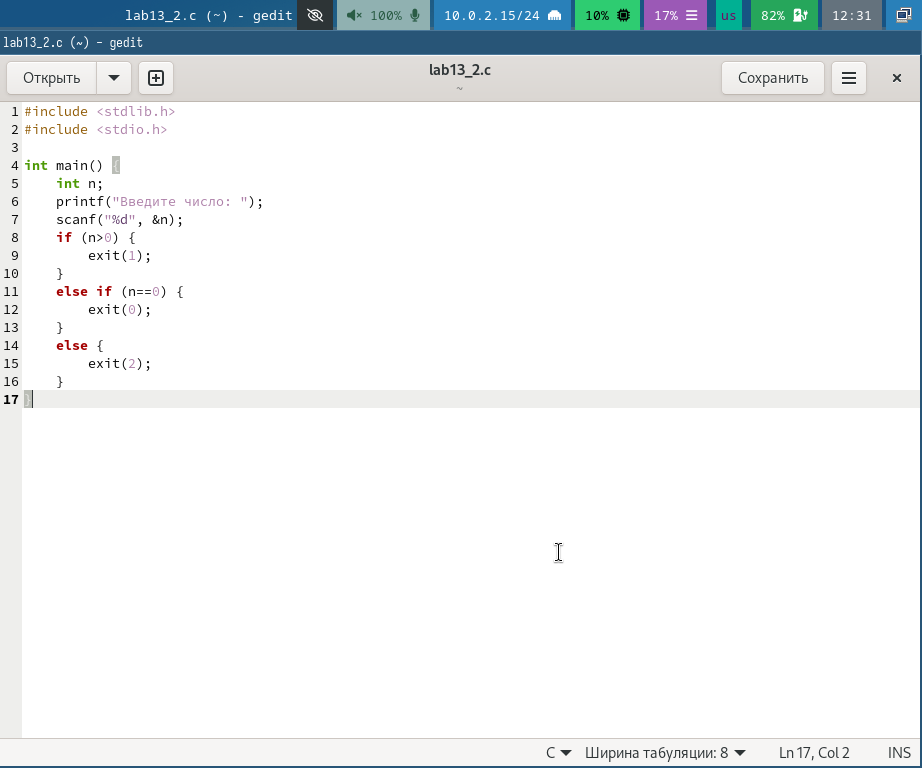 lab13_2.c (~) - gedit 100% 10.0.2.15/24 10% 17% us 82% 12:31
lab13_2.c (~) - gedit
Открыть lab13_2.c Сохранить
~
1 #include <stdlib.h>
2 #include <stdio.h>
3
4 int main() {
5     int n;
6     printf("Введите число: ");
7     scanf("%d", &n);
8     if (n>0) {
9         exit(1);
10     }
11     else if (n==0) {
12         exit(0);
13     }
14     else {
15         exit(2);
16     }
17 }
C Ширина табуляции: 8 Ln 17, Col 2 INS